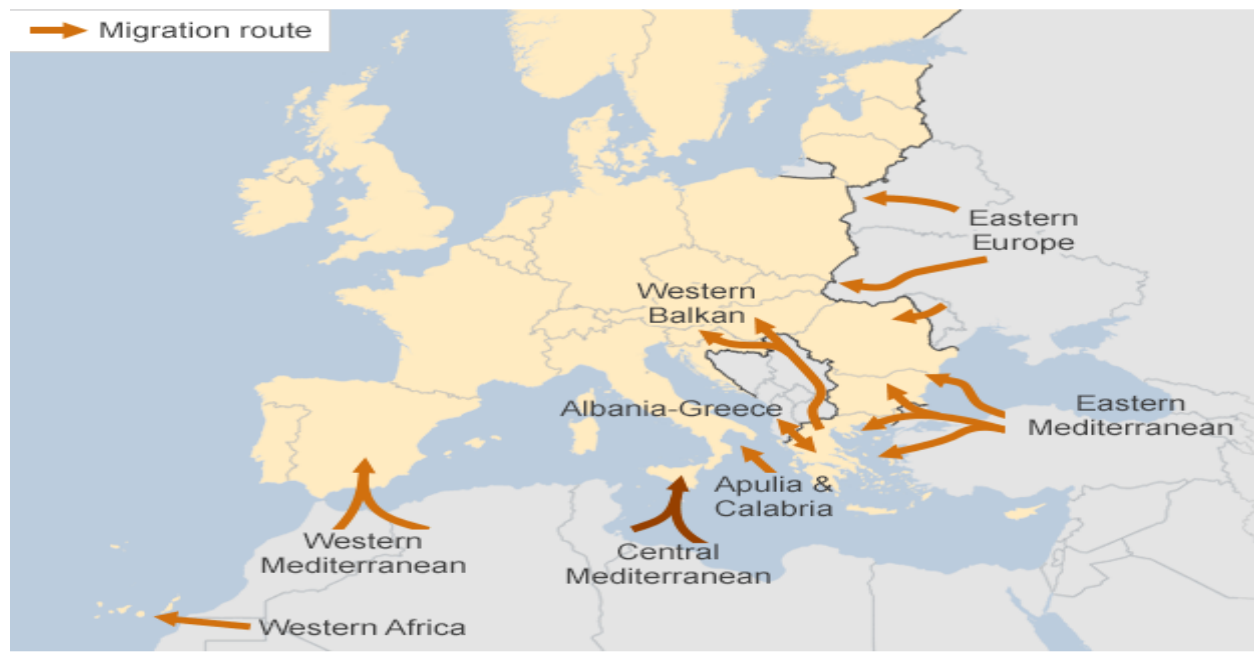 Migration route
Eastern
Europe
Western
Balkan
Albania-Greece
Eastern
Mediterranean
Apulia &
Calabria
Western
Mediterranean
Central
Mediterranean
Western Africa